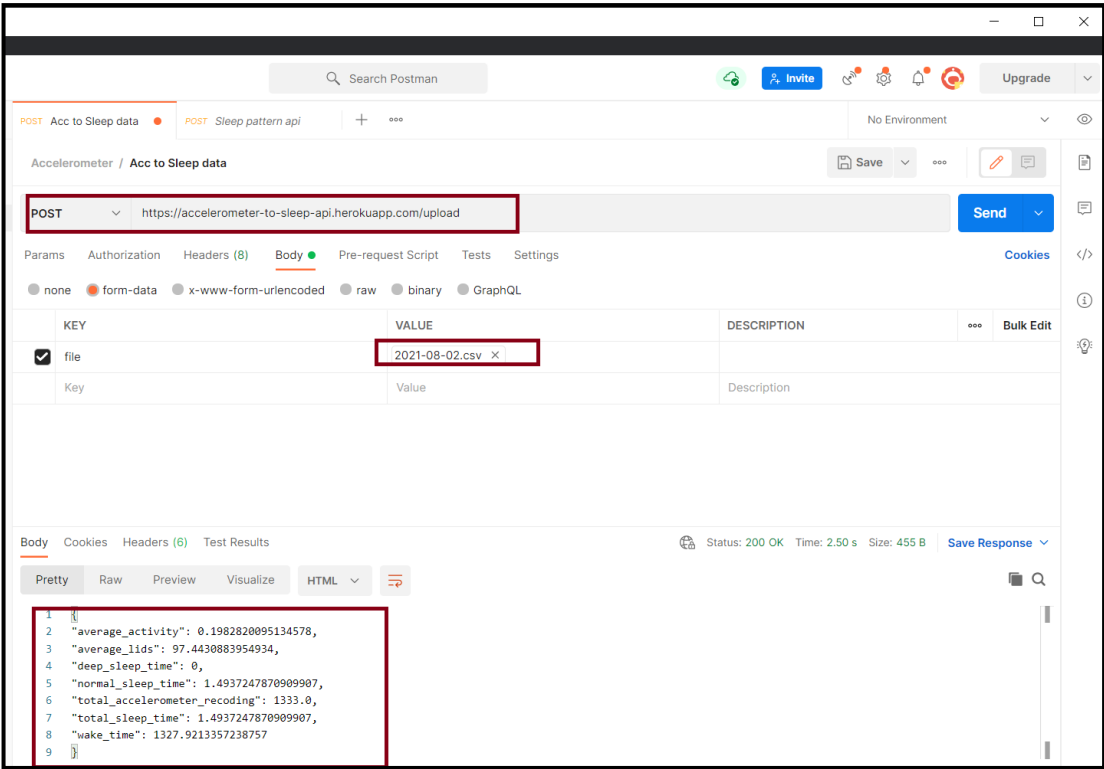 Search Postman
Invite
Upgrade
POST Acc to Sleep data
POST Sleep pattern api
No Environment
Accelerometer / Acc to Sleep data
Save
POST https://accelerometer-to-sleep-api.herokuapp.com/upload
Send
Params Authorization Headers (8) Body Pre-request Script Tests Settings Cookies
none form-data x-www-form-urlencoded raw binary GraphQL
KEY VALUE DESCRIPTION Bulk Edit
file 2021-08-02.csv
Key Value Description
Body Cookies Headers (6) Test Results Status: 200 OK Time: 2.50 s Size: 455 B Save Response
Pretty Raw Preview Visualize HTML
1 {
2 "average_activity": 0.1982820095134578,
3 "average_lids": 97.4430883954934,
4 "deep_sleep_time": 0,
5 "normal_sleep_time": 1.4937247870909907,
6 "total_accelerometer_recoding": 1333.0,
7 "total_sleep_time": 1.4937247870909907,
8 "wake_time": 1327.9213357238757
9 }